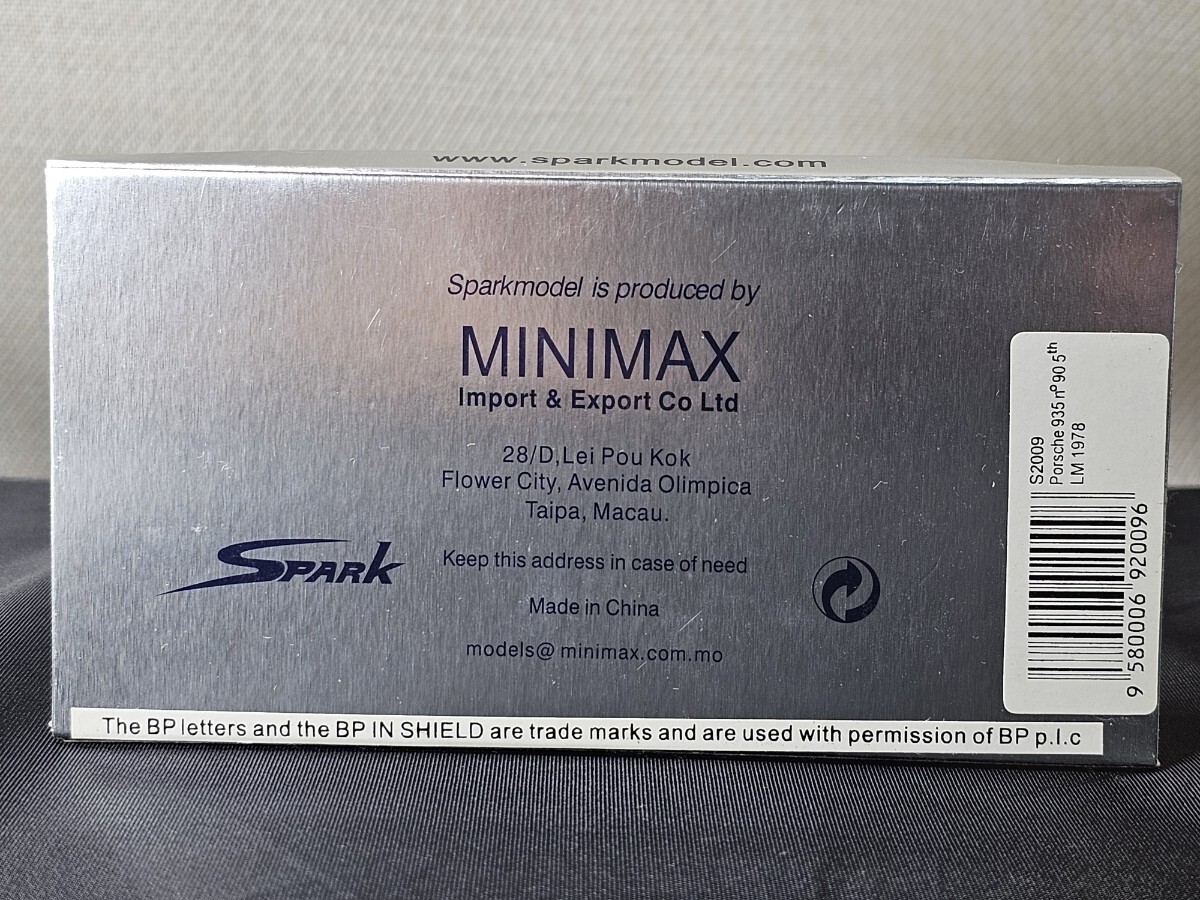 www.sparkmodel.com
Sparkmodel is produced by
MINIMAX
Import & Export Co Ltd
28/D,Lei Pou Kok
Flower City, Avenida Olimpica
Taipa, Macau.
SPARK
Keep this address in case of need
Made in China
models@minimax.com.mo
S2009
Porsche 935 nº90 5th
LM 1978
9 580006 920096
The BP letters and the BP IN SHIELD are trade marks and are used with permission of BP p.l.c